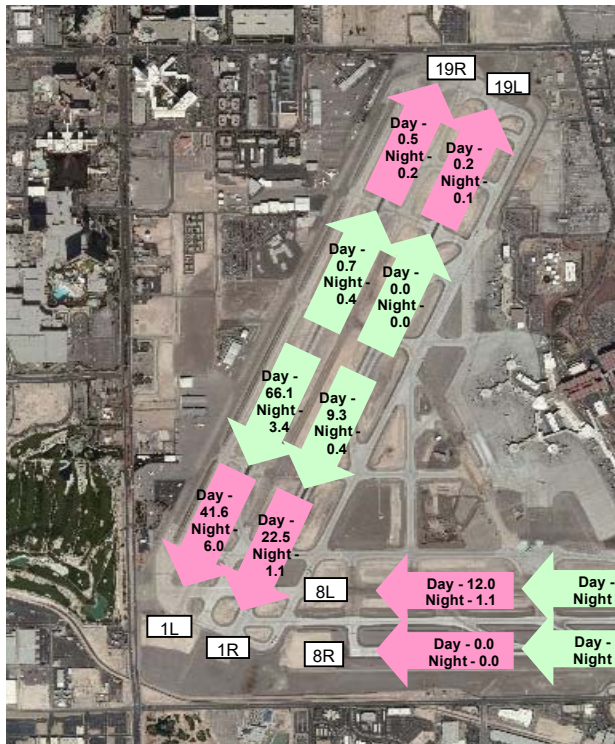 19R
19L
Day -
0.5
Night -
0.2
Day -
0.2
Night -
0.1
Day -
0.7
Night -
0.4
Day -
0.0
Night -
0.0
Day -
66.1
Night -
3.4
Day -
9.3
Night -
0.4
Day -
41.6
Night -
6.0
Day -
22.5
Night -
1.1
8L
Day - 12.0
Night - 1.1
Day -
Night
1L
1R
8R
Day - 0.0
Night - 0.0
Day -
Night